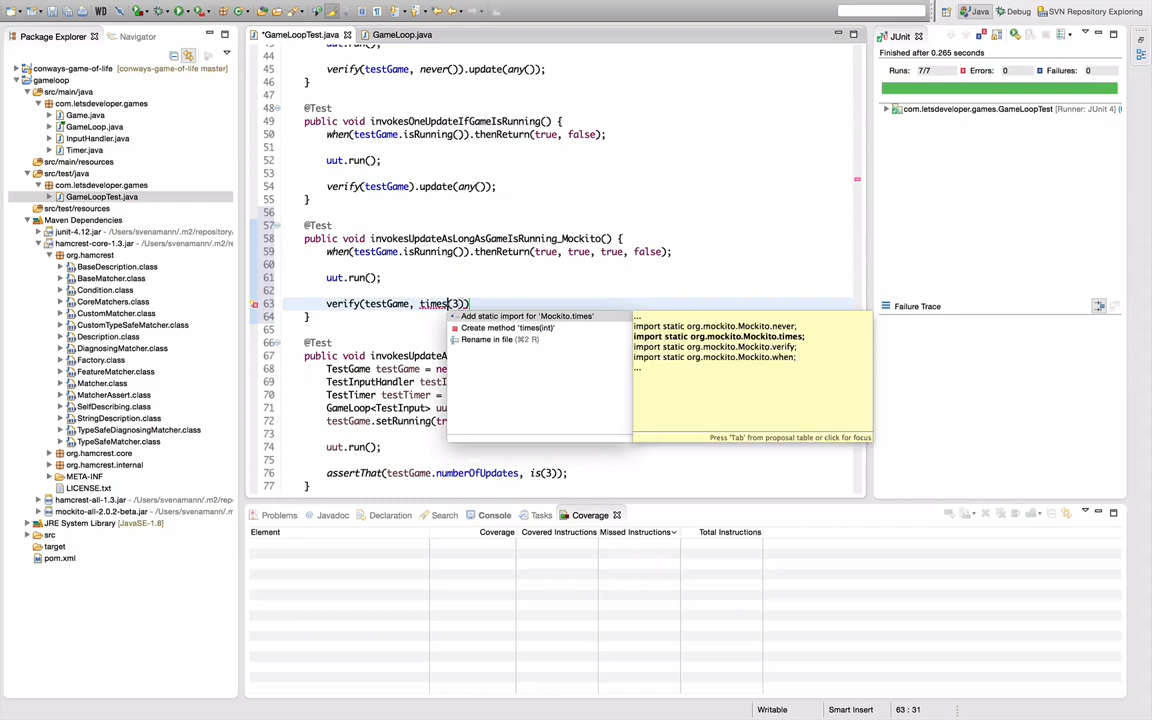 Java
Debug
SVN Repository Exploring
Package Explorer
Navigator
*GameLoopTest.java
GameLoop.java
JUnit
Finished after 0.265 seconds
Runs: 7/7
Errors: 0
Failures: 0
com.letsdeveloper.games.GameLoopTest [Runner: JUnit 4] (
Failure Trace
conways-game-of-life [conways-game-of-life master]
gameloop
src/main/java
com.letsdeveloper.games
Game.java
GameLoop.java
InputHandler.java
Timer.java
src/main/resources
src/test/java
com.letsdeveloper.games
GameLoopTest.java
src/test/resources
Maven Dependencies
junit-4.12.jar - /Users/svenamann/.m2/repository
hamcrest-core-1.3.jar - /Users/svenamann/.m2/re
org.hamcrest
BaseDescription.class
BaseMatcher.class
Condition.class
CoreMatchers.class
CustomMatcher.class
CustomTypeSafeMatcher.class
Description.class
DiagnosingMatcher.class
Factory.class
FeatureMatcher.class
Matcher.class
MatcherAssert.class
SelfDescribing.class
StringDescription.class
TypeSafeDiagnosingMatcher.class
TypeSafeMatcher.class
org.hamcrest.core
org.hamcrest.internal
META-INF
LICENSE.txt
hamcrest-all-1.3.jar - /Users/svenamann/.m2/rep
mockito-all-2.0.2-beta.jar - /Users/svenamann/.m
JRE System Library [JavaSE-1.8]
src
target
pom.xml
44
45 verify(testGame, never()).update(any());
46 }
47
48 @Test
49 public void invokesOneUpdateIfGameIsRunning() {
50 when(testGame.isRunning()).thenReturn(true, false);
51
52 uut.run();
53
54 verify(testGame).update(any());
55 }
56
57 @Test
58 public void invokesUpdateAsLongAsGameIsRunning_Mockito() {
59 when(testGame.isRunning()).thenReturn(true, true, true, false);
60
61 uut.run();
62
63 verify(testGame, times(3))
64 }
65
66 @Test
67 public void invokesUpdateA
68 TestGame testGame = ne
69 TestInputHandler testI
70 TestTimer testTimer =
71 GameLoop<TestInput> uu
72 testGame.setRunning(tr
73
74 uut.run();
75
76 assertThat(testGame.numberOfUpdates, is(3));
77 }
Add static import for 'Mockito.times'
Create method 'times(int)'
Rename in file (⌘2 R)
...
import static org.mockito.Mockito.never;
import static org.mockito.Mockito.times;
import static org.mockito.Mockito.verify;
import static org.mockito.Mockito.when;
...
Press 'Tab' from proposal table or click for focus
Problems
Javadoc
Declaration
Search
Console
Tasks
Coverage
Element
Coverage
Covered Instructions
Missed Instructions
Total Instructions
Writable
Smart Insert
63 : 31